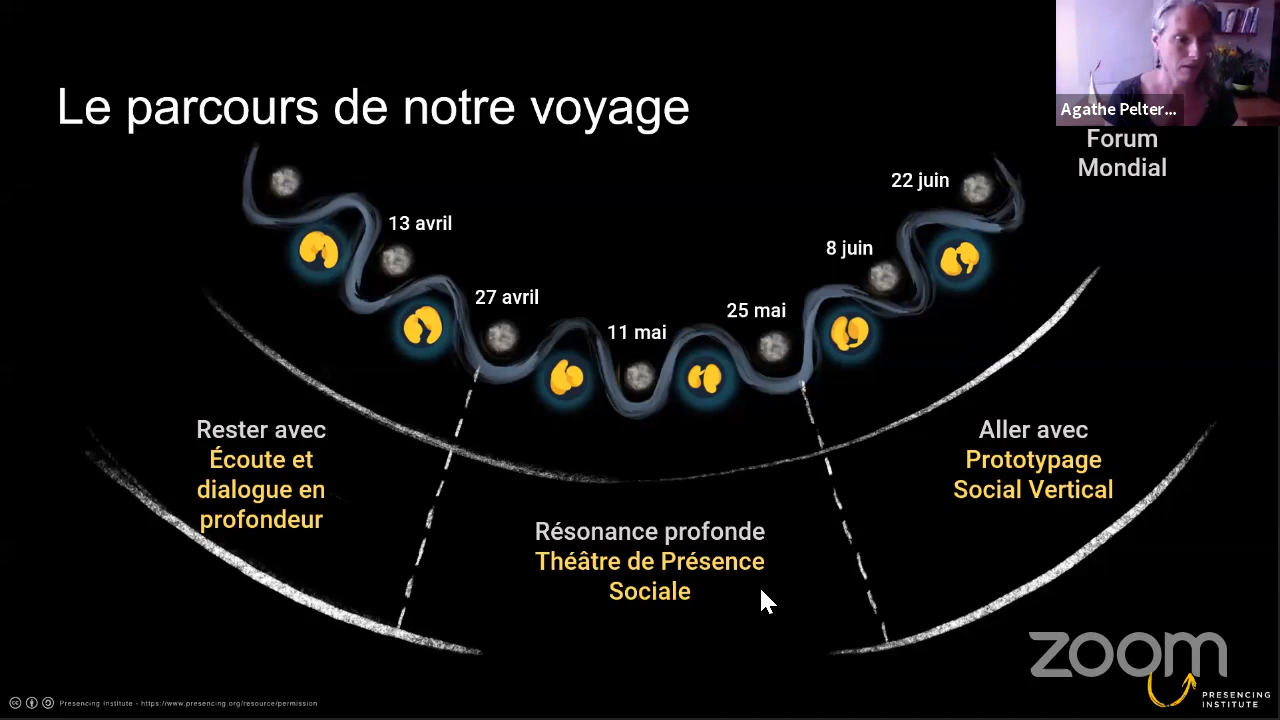 Le parcours de notre voyage
Agathe Pelter...
Forum
Mondial
22 juin
13 avril
8 juin
27 avril
25 mai
11 mai
Rester avec
Écoute et
dialogue en
profondeur
Aller avec
Prototypage
Social Vertical
Résonance profonde
Théâtre de Présence
Sociale
zoom
PRESENCING
INSTITUTE
Presencing Institute - https://www.presencing.org/resource/permission